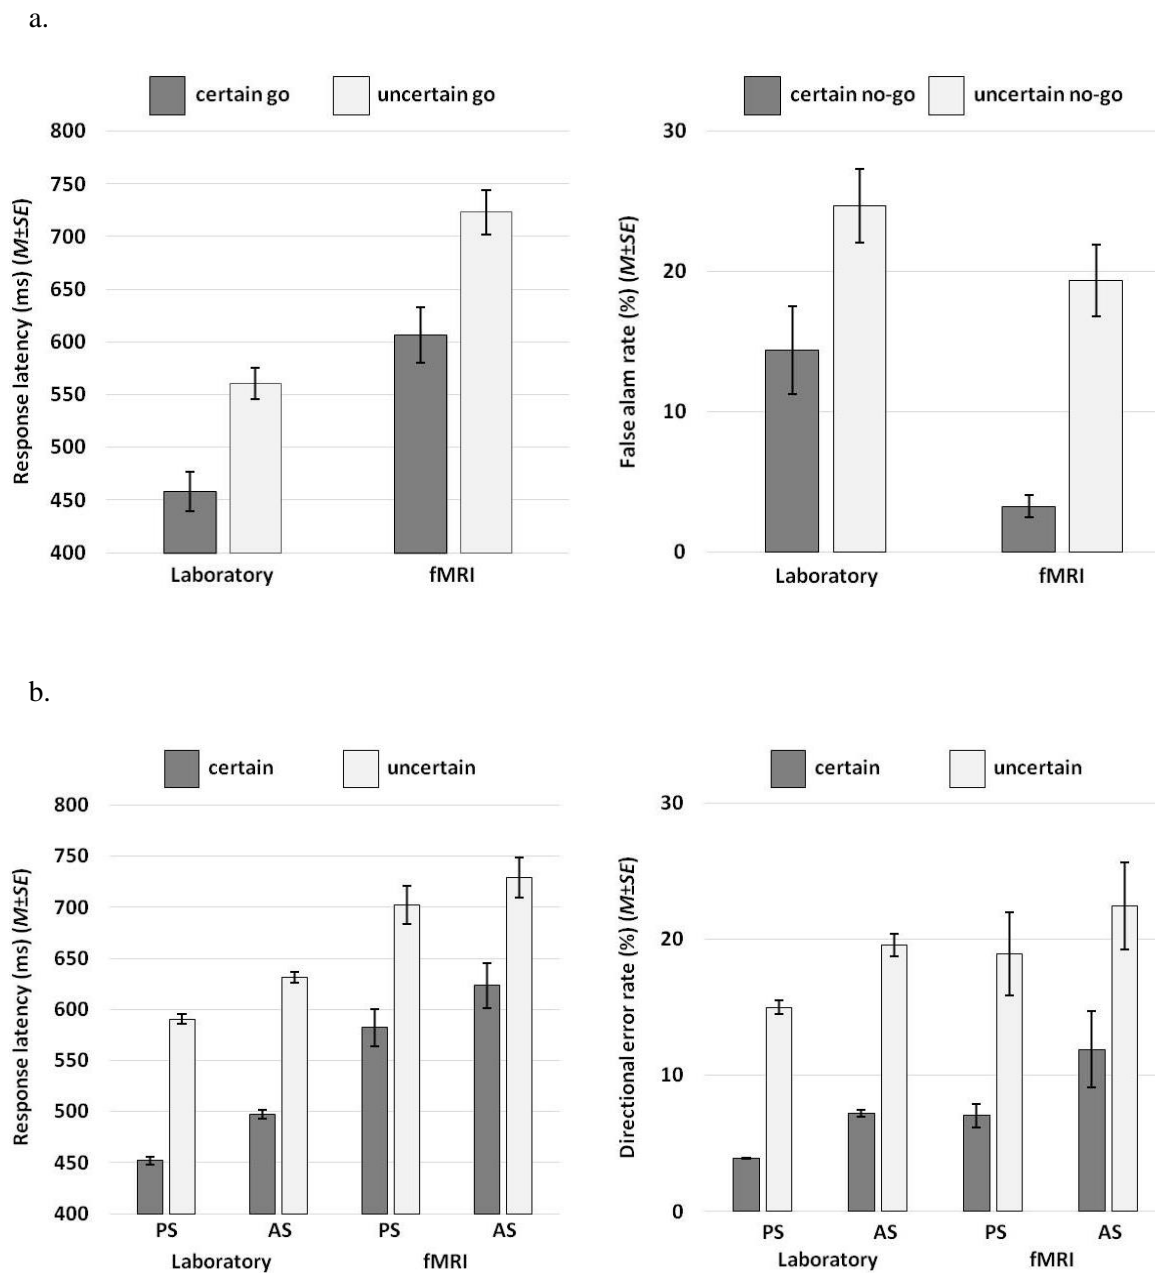 a.
certain go uncertain go
800
750
700
650
600
550
500
450
400
Response latency (ms) (M±SE)
Laboratory fMRI
certain no-go uncertain no-go
30
20
10
0
False alam rate (%) (M±SE)
Laboratory fMRI
b.
certain uncertain
800
750
700
650
600
550
500
450
400
Response latency (ms) (M±SE)
PS AS PS AS
Laboratory fMRI
certain uncertain
30
20
10
0
Directional error rate (%) (M±SE)
PS AS PS AS
Laboratory fMRI